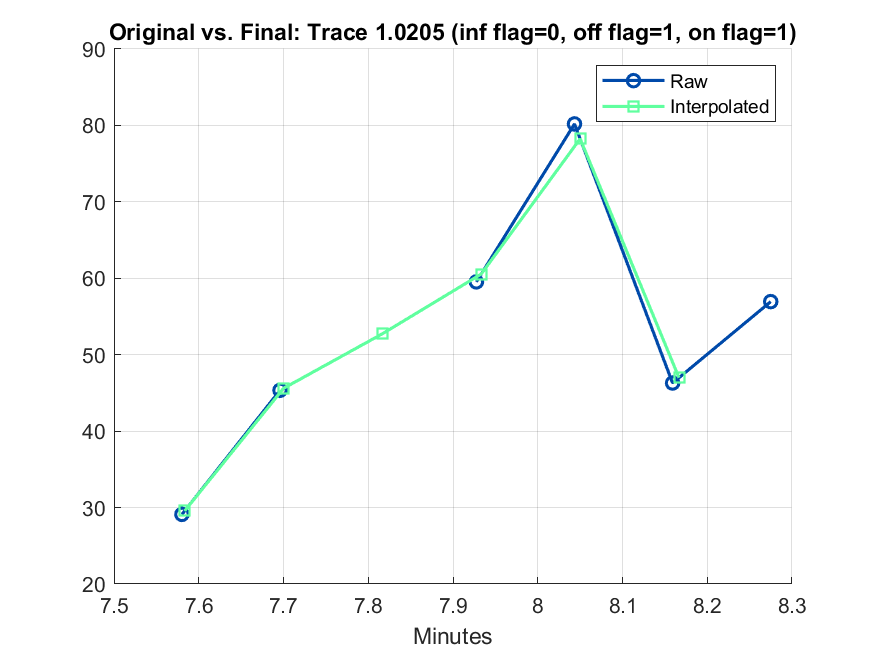 Original vs. Final: Trace 1.0205 (inf flag=0, off flag=1, on flag=1)
90
80
70
60
50
40
30
20
Raw
Interpolated
7.5 7.6 7.7 7.8 7.9 8 8.1 8.2 8.3
Minutes